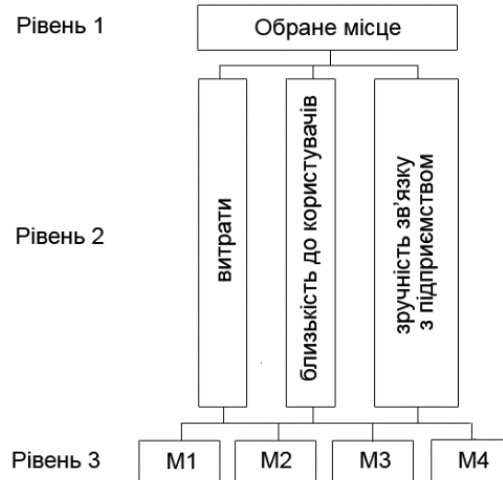 Рівень 1
Обране місце
Рівень 2
витрати
близькість до користувачів
зручність зв'язку
з підприємством
Рівень 3
М1
М2
М3
М4